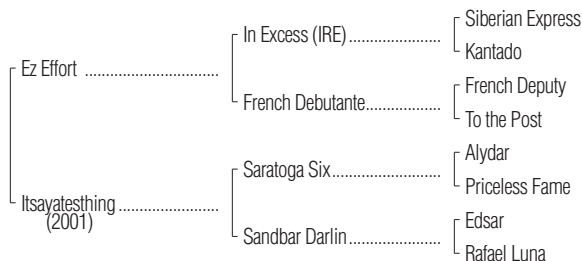 Siberian Express
In Excess (IRE)
Kantado
Ez Effort
French Deputy
French Debutante
To the Post
Alydar
Saratoga Six
Priceless Fame
Itsayatesthing
(2001)
Edsar
Sandbar Darlin
Rafael Luna